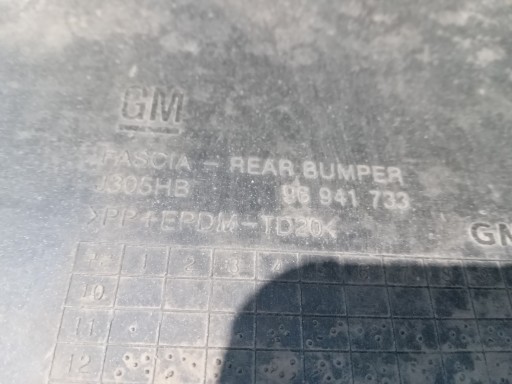 GM
FASCIA - REAR, BUMPER
J305HB 96 941 733
>PP+EPDM-TD20<
GM
1 2 3 4
10
11
12